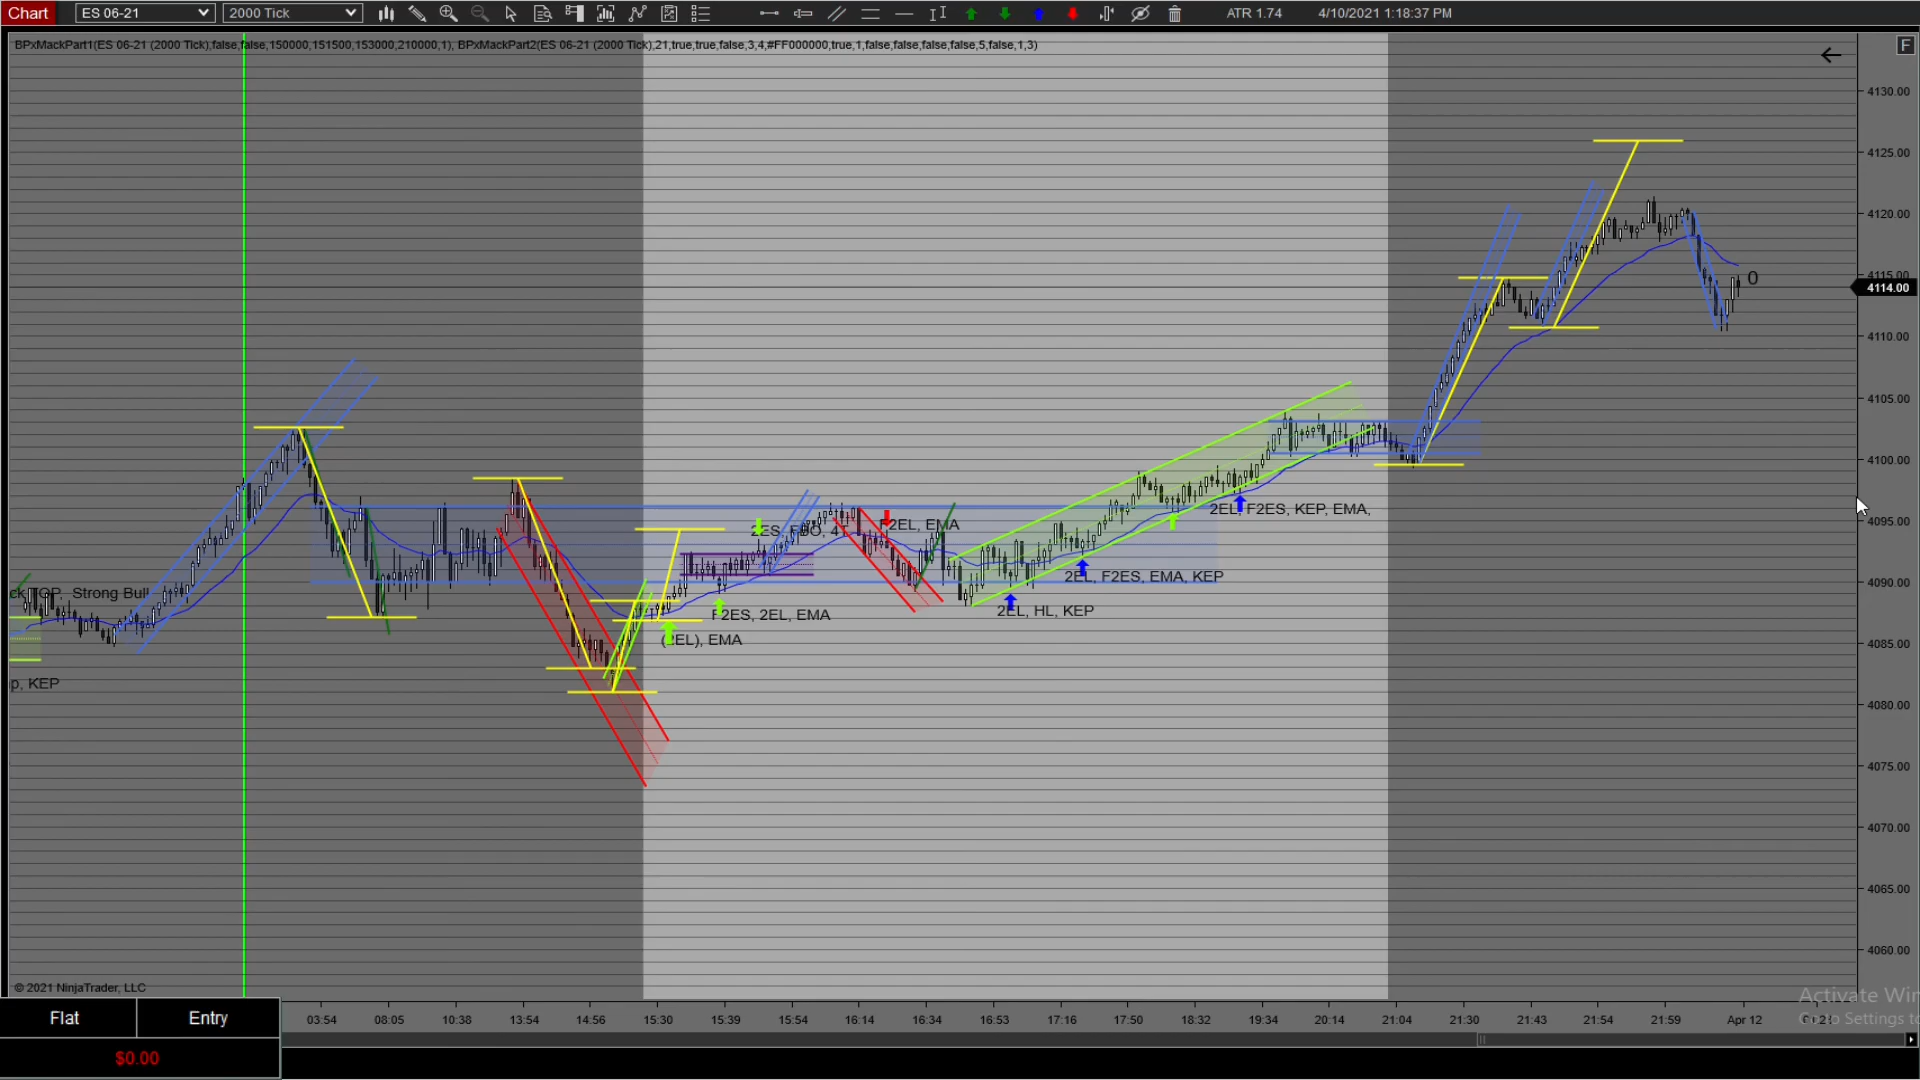 Chart ES 06-21 2000 Tick ATR 1.74 4/10/2021 1:18:37 PM
BPxMackPart1(ES 06-21 (2000 Tick),false,false,150000,151500,153000,210000,1), BPxMackPart2(ES 06-21 (2000 Tick),21,true,true,false,3,4,#FF000000,true,1,false,false,false,false,5,false,1,3)
F
4130.00
4125.00
4120.00
4115.00
0
4114.00
4110.00
4105.00
4100.00
2EL, F2ES, KEP, EMA,
4095.00
2ES, FBO, 4T
F2EL, EMA
2EL, F2ES, EMA, KEP
4090.00
Strong Bull
2EL, HL, KEP
F2ES, 2EL, EMA
(2EL), EMA
4085.00
p, KEP
4080.00
4075.00
4070.00
4065.00
4060.00
© 2021 NinjaTrader, LLC
Activate Win
Go to Settings to
Flat Entry
03:54 08:05 10:38 13:54 14:56 15:30 15:39 15:54 16:14 16:34 16:53 17:16 17:50 18:32 19:34 20:14 21:04 21:30 21:43 21:54 21:59 Apr 12
$0.00